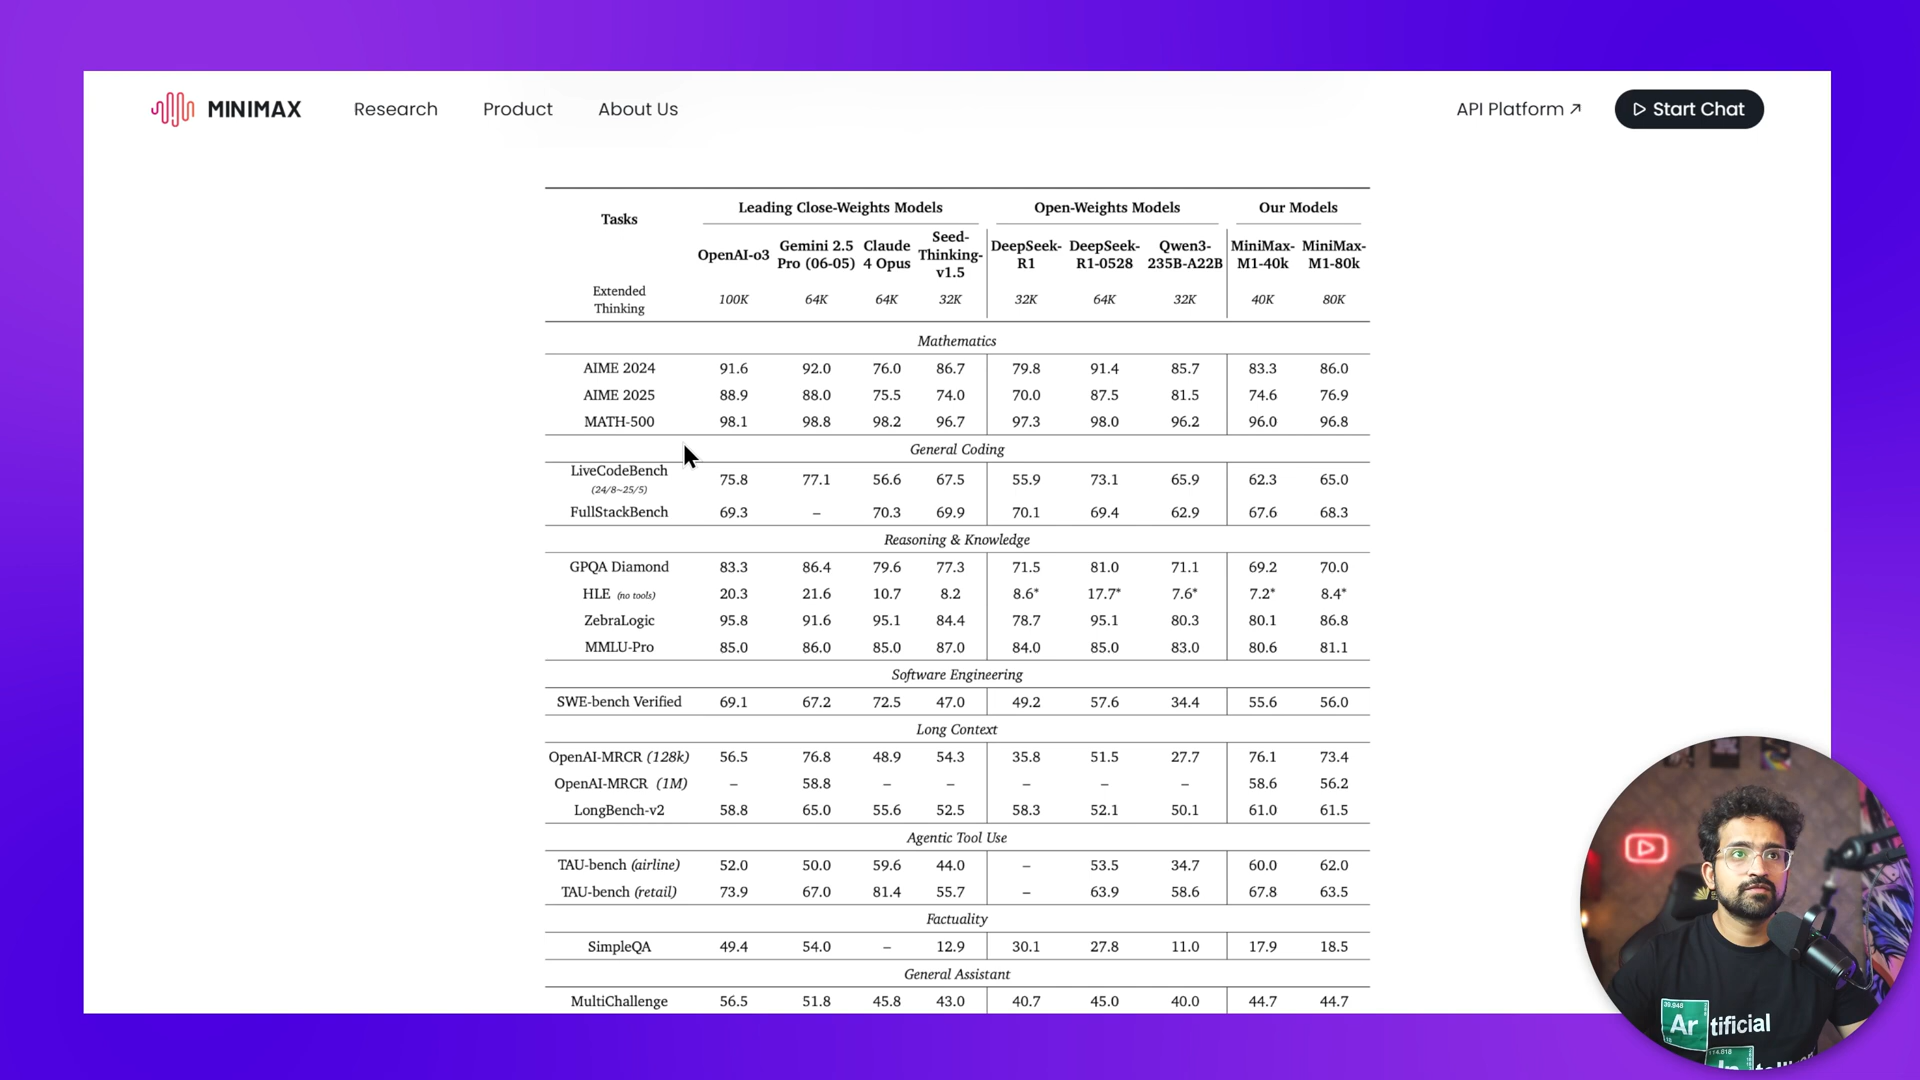 MINIMAX Research Product About Us API Platform ↗ Start Chat
Tasks Leading Close-Weights Models Open-Weights Models Our Models
OpenAI-o3 Gemini 2.5 Pro (06-05) Claude 4 Opus Seed-Thinking-v1.5 DeepSeek-R1 DeepSeek-R1-0528 Qwen3-235B-A22B MiniMax-M1-40k MiniMax-M1-80k
Extended Thinking 100K 64K 64K 32K 32K 64K 32K 40K 80K
Mathematics
AIME 2024 91.6 92.0 76.0 86.7 79.8 91.4 85.7 83.3 86.0
AIME 2025 88.9 88.0 75.5 74.0 70.0 87.5 81.5 74.6 76.9
MATH-500 98.1 98.8 98.2 96.7 97.3 98.0 96.2 96.0 96.8
General Coding
LiveCodeBench (24/8~25/5) 75.8 77.1 56.6 67.5 55.9 73.1 65.9 62.3 65.0
FullStackBench 69.3 – 70.3 69.9 70.1 69.4 62.9 67.6 68.3
Reasoning & Knowledge
GPQA Diamond 83.3 86.4 79.6 77.3 71.5 81.0 71.1 69.2 70.0
HLE (no tools) 20.3 21.6 10.7 8.2 8.6* 17.7* 7.6* 7.2* 8.4*
ZebraLogic 95.8 91.6 95.1 84.4 78.7 95.1 80.3 80.1 86.8
MMLU-Pro 85.0 86.0 85.0 87.0 84.0 85.0 83.0 80.6 81.1
Software Engineering
SWE-bench Verified 69.1 67.2 72.5 47.0 49.2 57.6 34.4 55.6 56.0
Long Context
OpenAI-MRCR (128k) 56.5 76.8 48.9 54.3 35.8 51.5 27.7 76.1 73.4
OpenAI-MRCR (1M) – 58.8 – – – – – 58.6 56.2
LongBench-v2 58.8 65.0 55.6 52.5 58.3 52.1 50.1 61.0 61.5
Agentic Tool Use
TAU-bench (airline) 52.0 50.0 59.6 44.0 – 53.5 34.7 60.0 62.0
TAU-bench (retail) 73.9 67.0 81.4 55.7 – 63.9 58.6 67.8 63.5
Factuality
SimpleQA 49.4 54.0 – 12.9 30.1 27.8 11.0 17.9 18.5
General Assistant
MultiChallenge 56.5 51.8 45.8 43.0 40.7 45.0 40.0 44.7 44.7
39.948
Artificial
114.818